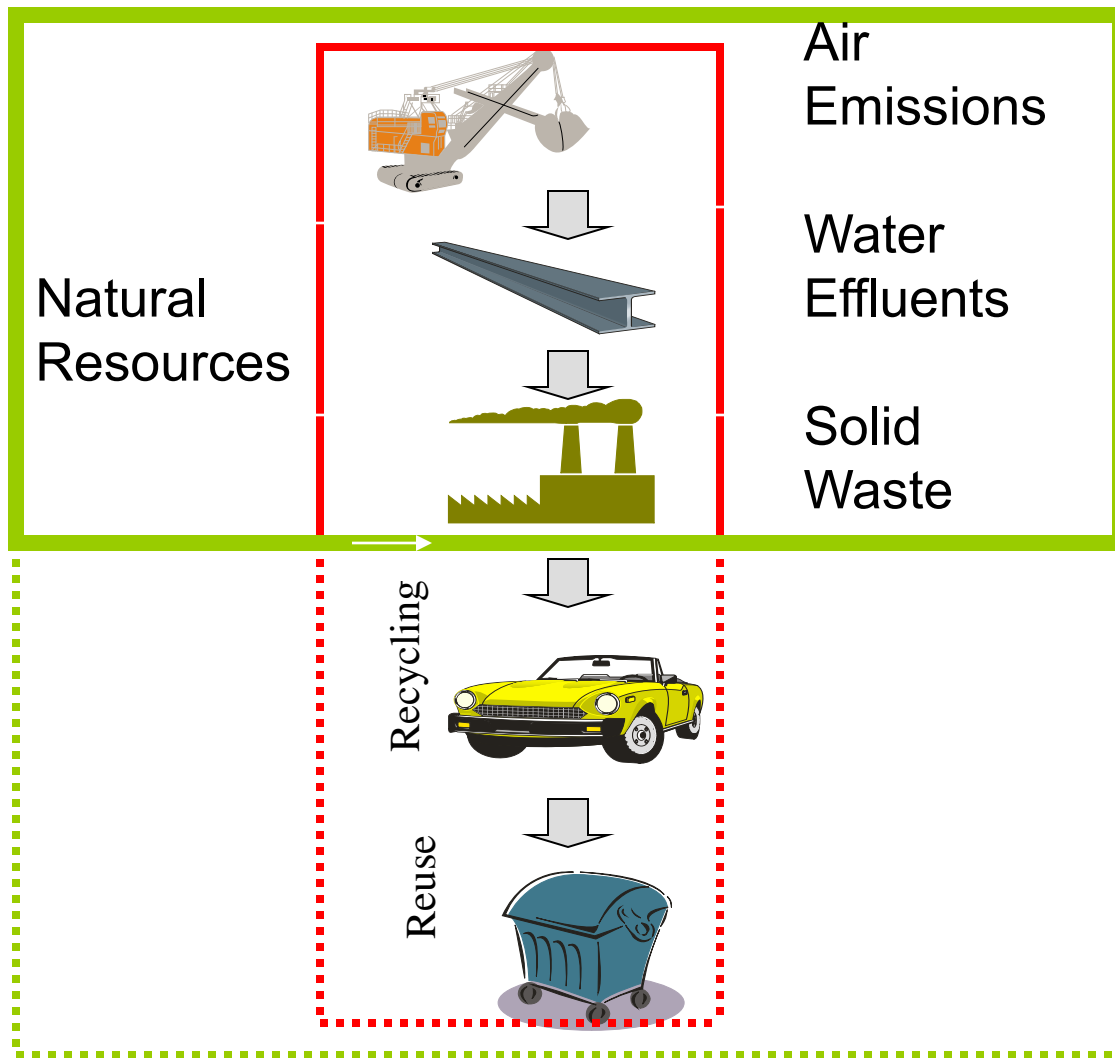 Natural
Resources
Air
Emissions
Water
Effluents
Solid
Waste
Recycling
Reuse